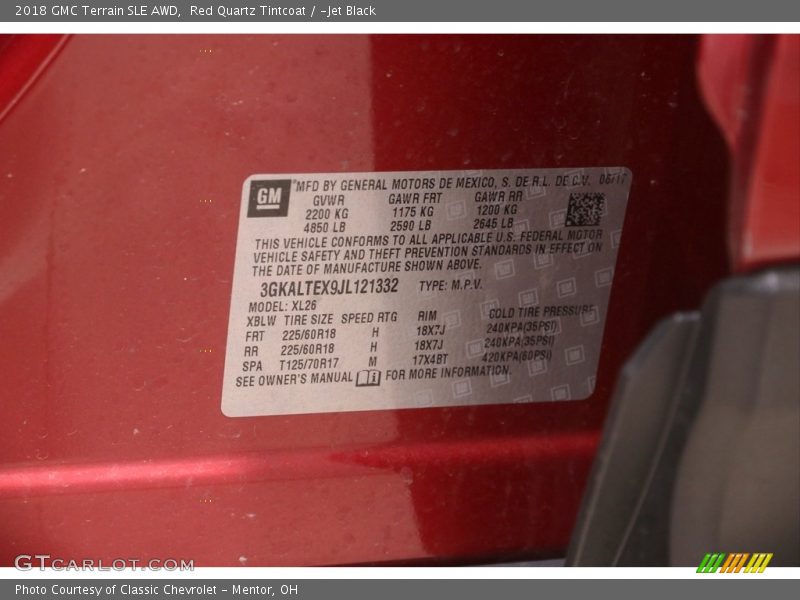 2018 GMC Terrain SLE AWD, Red Quartz Tintcoat / -Jet Black
GM
MFD BY GENERAL MOTORS DE MEXICO, S. DE R.L. DE C.V. 06/17
GVWR GAWR FRT GAWR RR
2200 KG 1175 KG 1200 KG
4850 LB 2590 LB 2645 LB
THIS VEHICLE CONFORMS TO ALL APPLICABLE U.S. FEDERAL MOTOR
VEHICLE SAFETY AND THEFT PREVENTION STANDARDS IN EFFECT ON
THE DATE OF MANUFACTURE SHOWN ABOVE.
3GKALTEX9JL121332 TYPE: M.P.V.
MODEL: XL26
XBLW TIRE SIZE SPEED RTG RIM COLD TIRE PRESSURE
FRT 225/60R18 H 18X7J 240KPA(35PSI)
RR 225/60R18 H 18X7J 240KPA(35PSI)
SPA T125/70R17 M 17X4BT 420KPA(60PSI)
SEE OWNER'S MANUAL FOR MORE INFORMATION.
GTCARLOT.COM
Photo Courtesy of Classic Chevrolet - Mentor, OH